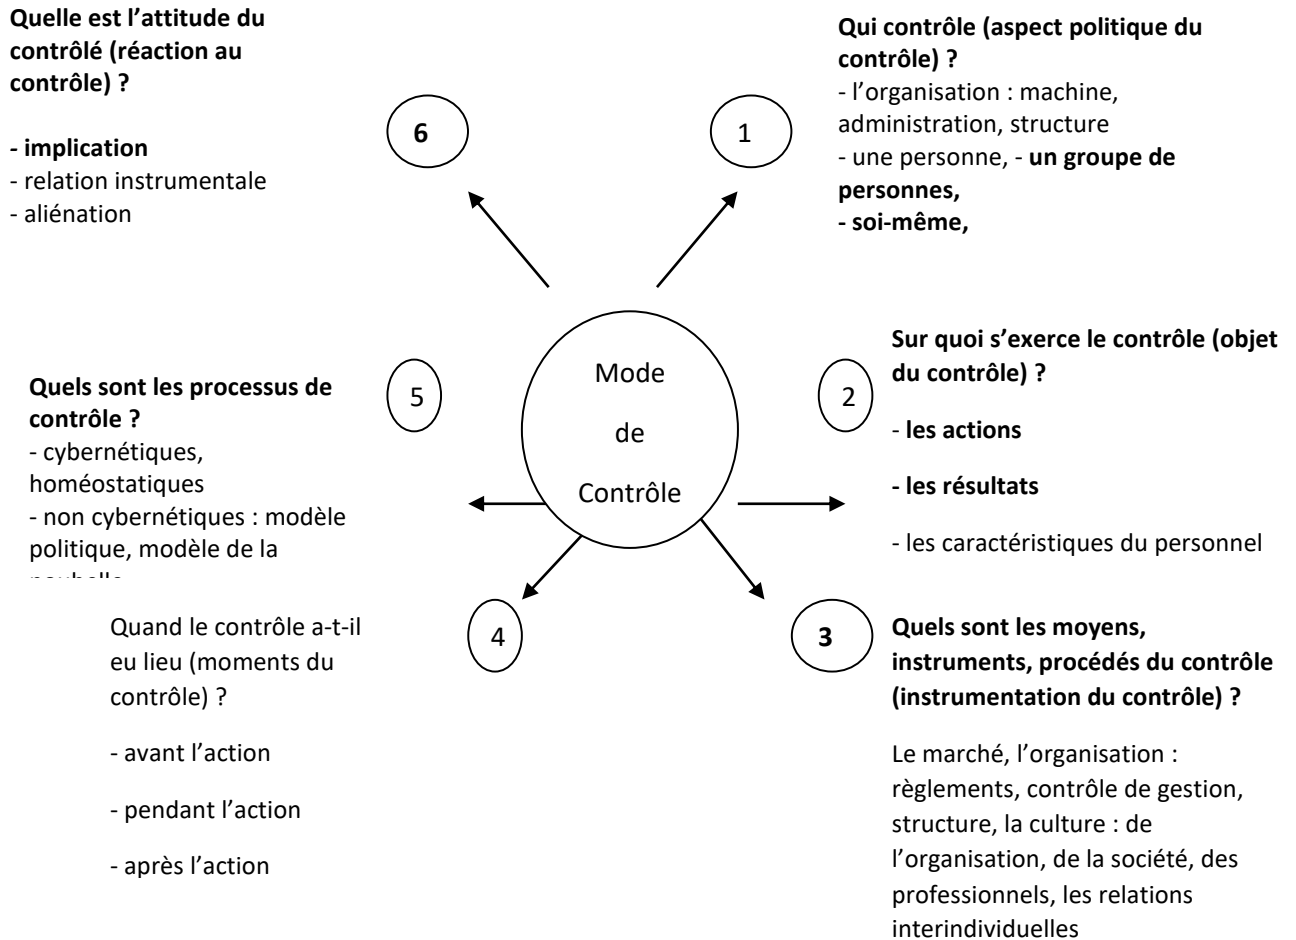 Quelle est l’attitude du
contrôlé (réaction au
contrôle) ?
- implication
- relation instrumentale
- aliénation
6
1
Qui contrôle (aspect politique du
contrôle) ?
- l’organisation : machine,
administration, structure
- une personne, - un groupe de
personnes,
- soi-même,
Quels sont les processus de
contrôle ?
- cybernétiques,
homéostatiques
- non cybernétiques : modèle
politique, modèle de la
5
Mode
de
Contrôle
2
Sur quoi s’exerce le contrôle (objet
du contrôle) ?
- les actions
- les résultats
- les caractéristiques du personnel
Quand le contrôle a-t-il
eu lieu (moments du
contrôle) ?
- avant l’action
- pendant l’action
- après l’action
4
3
Quels sont les moyens,
instruments, procédés du contrôle
(instrumentation du contrôle) ?
Le marché, l’organisation :
règlements, contrôle de gestion,
structure, la culture : de
l’organisation, de la société, des
professionnels, les relations
interindividuelles